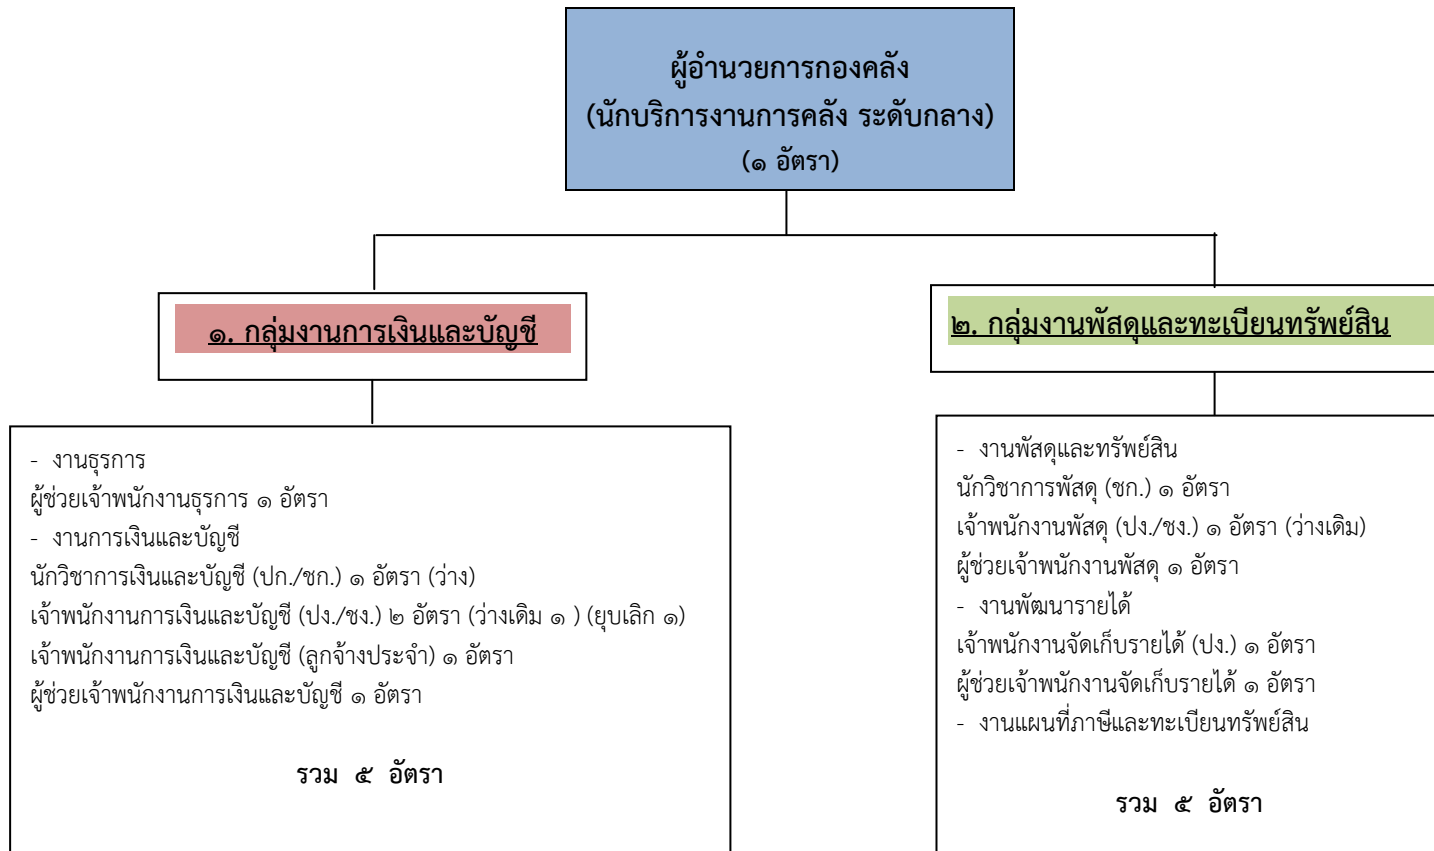 ผู้อำนวยการกองคลัง
(นักบริการงานการคลัง ระดับกลาง)
(๑ อัตรา)
๑. กลุ่มงานการเงินและบัญชี
- งานธุรการ
ผู้ช่วยเจ้าพนักงานธุรการ ๑ อัตรา
- งานการเงินและบัญชี
นักวิชาการเงินและบัญชี (ปก./ชก.) ๑ อัตรา (ว่าง)
เจ้าพนักงานการเงินและบัญชี (ปง./ชง.) ๒ อัตรา (ว่างเดิม ๑ ) (ยุบเลิก ๑)
เจ้าพนักงานการเงินและบัญชี (ลูกจ้างประจำ) ๑ อัตรา
ผู้ช่วยเจ้าพนักงานการเงินและบัญชี ๑ อัตรา
รวม ๕ อัตรา
๒. กลุ่มงานพัสดุและทะเบียนทรัพย์สิน
- งานพัสดุและทรัพย์สิน
นักวิชาการพัสดุ (ชก.) ๑ อัตรา
เจ้าพนักงานพัสดุ (ปง./ชง.) ๑ อัตรา (ว่างเดิม)
ผู้ช่วยเจ้าพนักงานพัสดุ ๑ อัตรา
- งานพัฒนารายได้
เจ้าพนักงานจัดเก็บรายได้ (ปง.) ๑ อัตรา
ผู้ช่วยเจ้าพนักงานจัดเก็บรายได้ ๑ อัตรา
- งานแผนที่ภาษีและทะเบียนทรัพย์สิน
รวม ๕ อัตรา